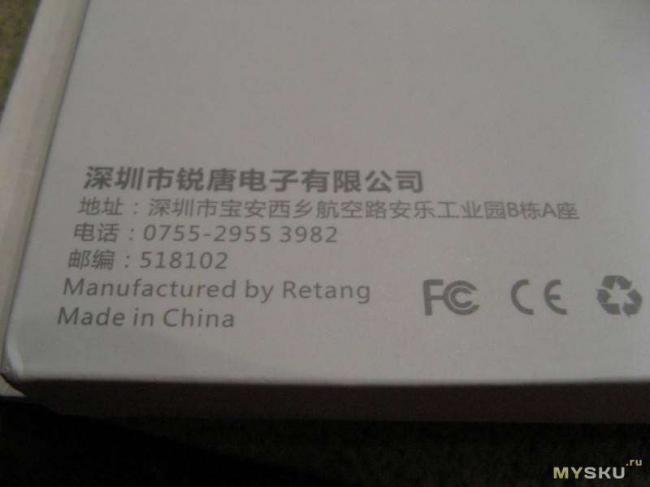 深圳市锐唐电子有限公司
地址：深圳市宝安西乡航空路安乐工业园B栋A座
电话：0755-2955 3982
邮编：518102
Manufactured by Retang
Made in China
FC CE
MYSKU.ru